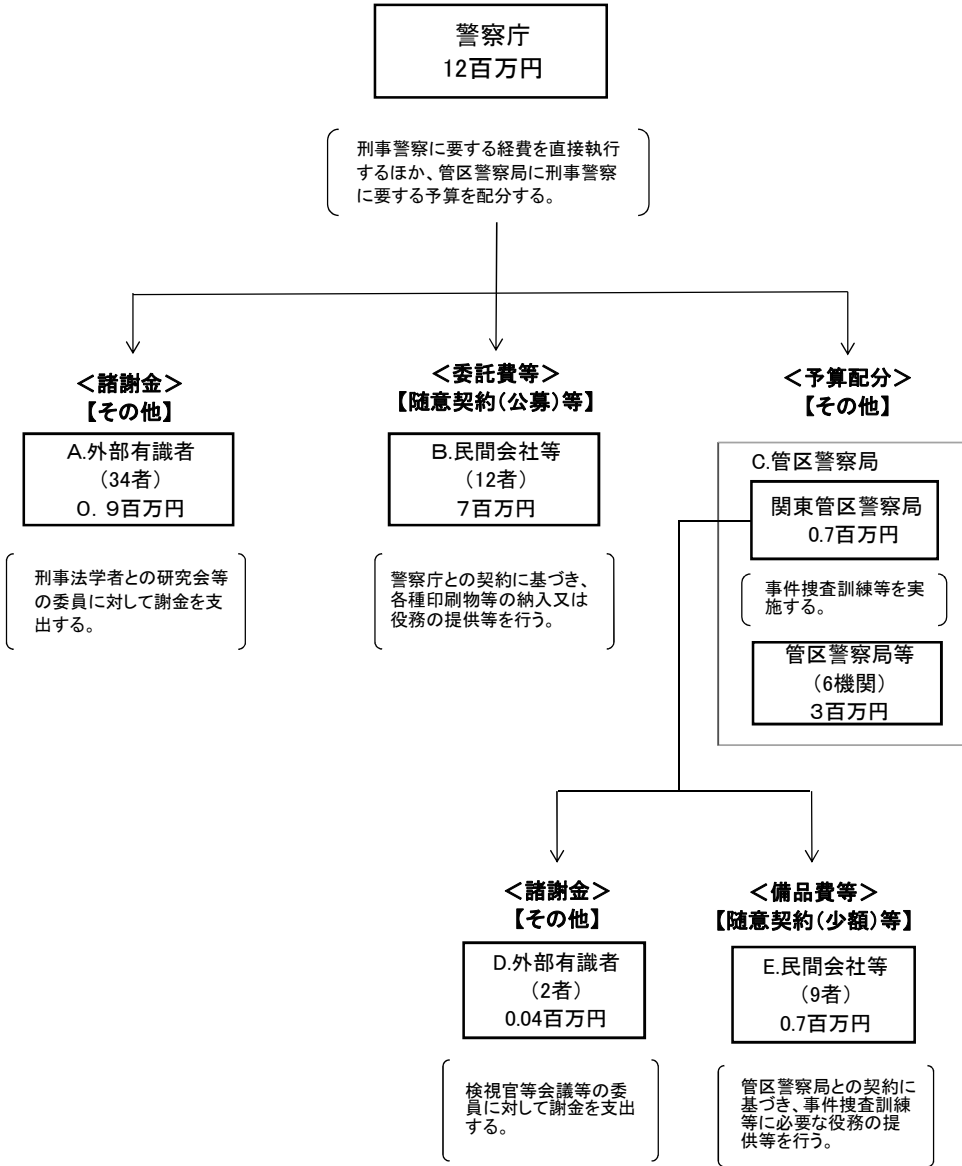 警察庁
12百万円
刑事警察に要する経費を直接執行
するほか、管区警察局に刑事警察
に要する予算を配分する。
＜諸謝金＞
【その他】
A.外部有識者
（34者）
０．９百万円
刑事法学者との研究会等
の委員に対して謝金を支
出する。
＜委託費等＞
【随意契約（公募）等】
B.民間会社等
（12者）
７百万円
警察庁との契約に基づき、
各種印刷物等の納入又は
役務の提供等を行う。
＜予算配分＞
【その他】
C.管区警察局
関東管区警察局
0.7百万円
事件捜査訓練等を実
施する。
管区警察局等
（6機関）
３百万円
＜諸謝金＞
【その他】
D.外部有識者
（2者）
0.04百万円
検視官等会議等の委
員に対して謝金を支出
する。
＜備品費等＞
【随意契約（少額）等】
E.民間会社等
（9者）
0.7百万円
管区警察局との契約に
基づき、事件捜査訓練
等に必要な役務の提
供等を行う。